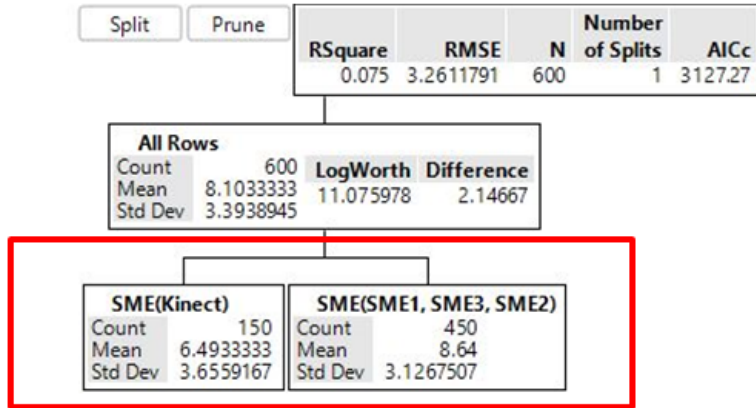 Split Prune
RSquare RMSE N Number of Splits AICc
0.075 3.2611791 600 1 3127.27
All Rows
Count 600 LogWorth Difference
Mean 8.1033333 11.075978 2.14667
Std Dev 3.3938945
SME(Kinect)
Count 150
Mean 6.4933333
Std Dev 3.6559167
SME(SME1, SME3, SME2)
Count 450
Mean 8.64
Std Dev 3.1267507